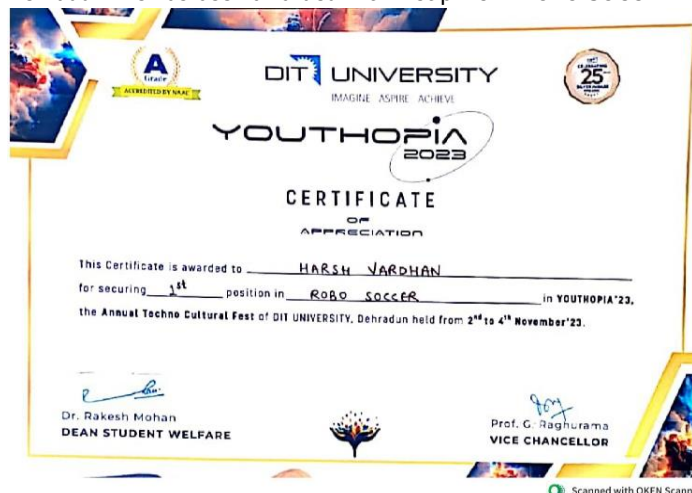 A
Grade
ACCREDITED BY NAAC
DIT UNIVERSITY
IMAGINE ASPIRE ACHIEVE
25
YOUTHOPIA
2023
CERTIFICATE
OF
APPRECIATION
This Certificate is awarded to HARSH VARDHAN
for securing 1st position in ROBO SOCCER in YOUTHOPIA'23,
the Annual Techno Cultural Fest of DIT UNIVERSITY, Dehradun held from 2nd to 4th November'23.
Dr. Rakesh Mohan
DEAN STUDENT WELFARE
Prof. G. Raghurama
VICE CHANCELLOR
Scanned with OKEN Scann